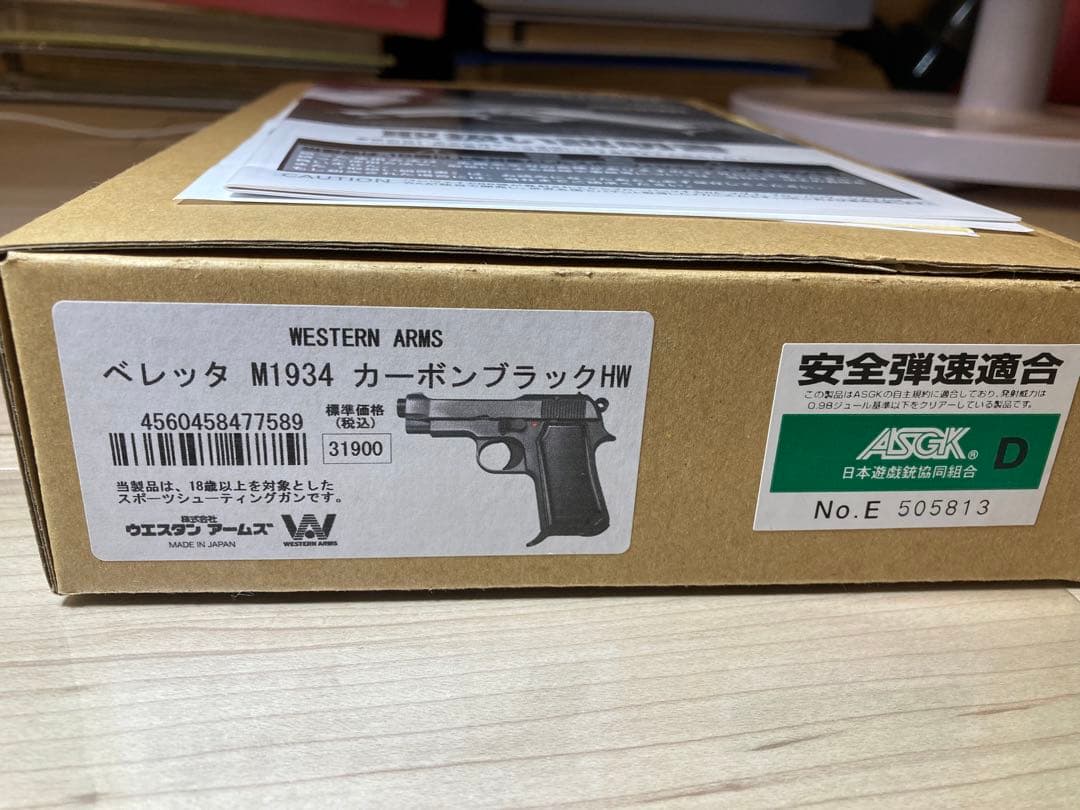 CAUTION
WESTERN ARMS
ベレッタ M1934 カーボンブラックHW
4560458477589
標準価格
(税込)
31900
当製品は、18歳以上を対象とした
スポーツシューティングガンです。
株式会社
ウエスタン アームズ
MADE IN JAPAN
W
WESTERN ARMS
安全弾速適合
この製品はASGKの自主規約に適合しており、発射威力は
0.98ジュール基準以下をクリアーしている製品です。
ASGK®
D
日本遊戯銃協同組合
No.E 505813